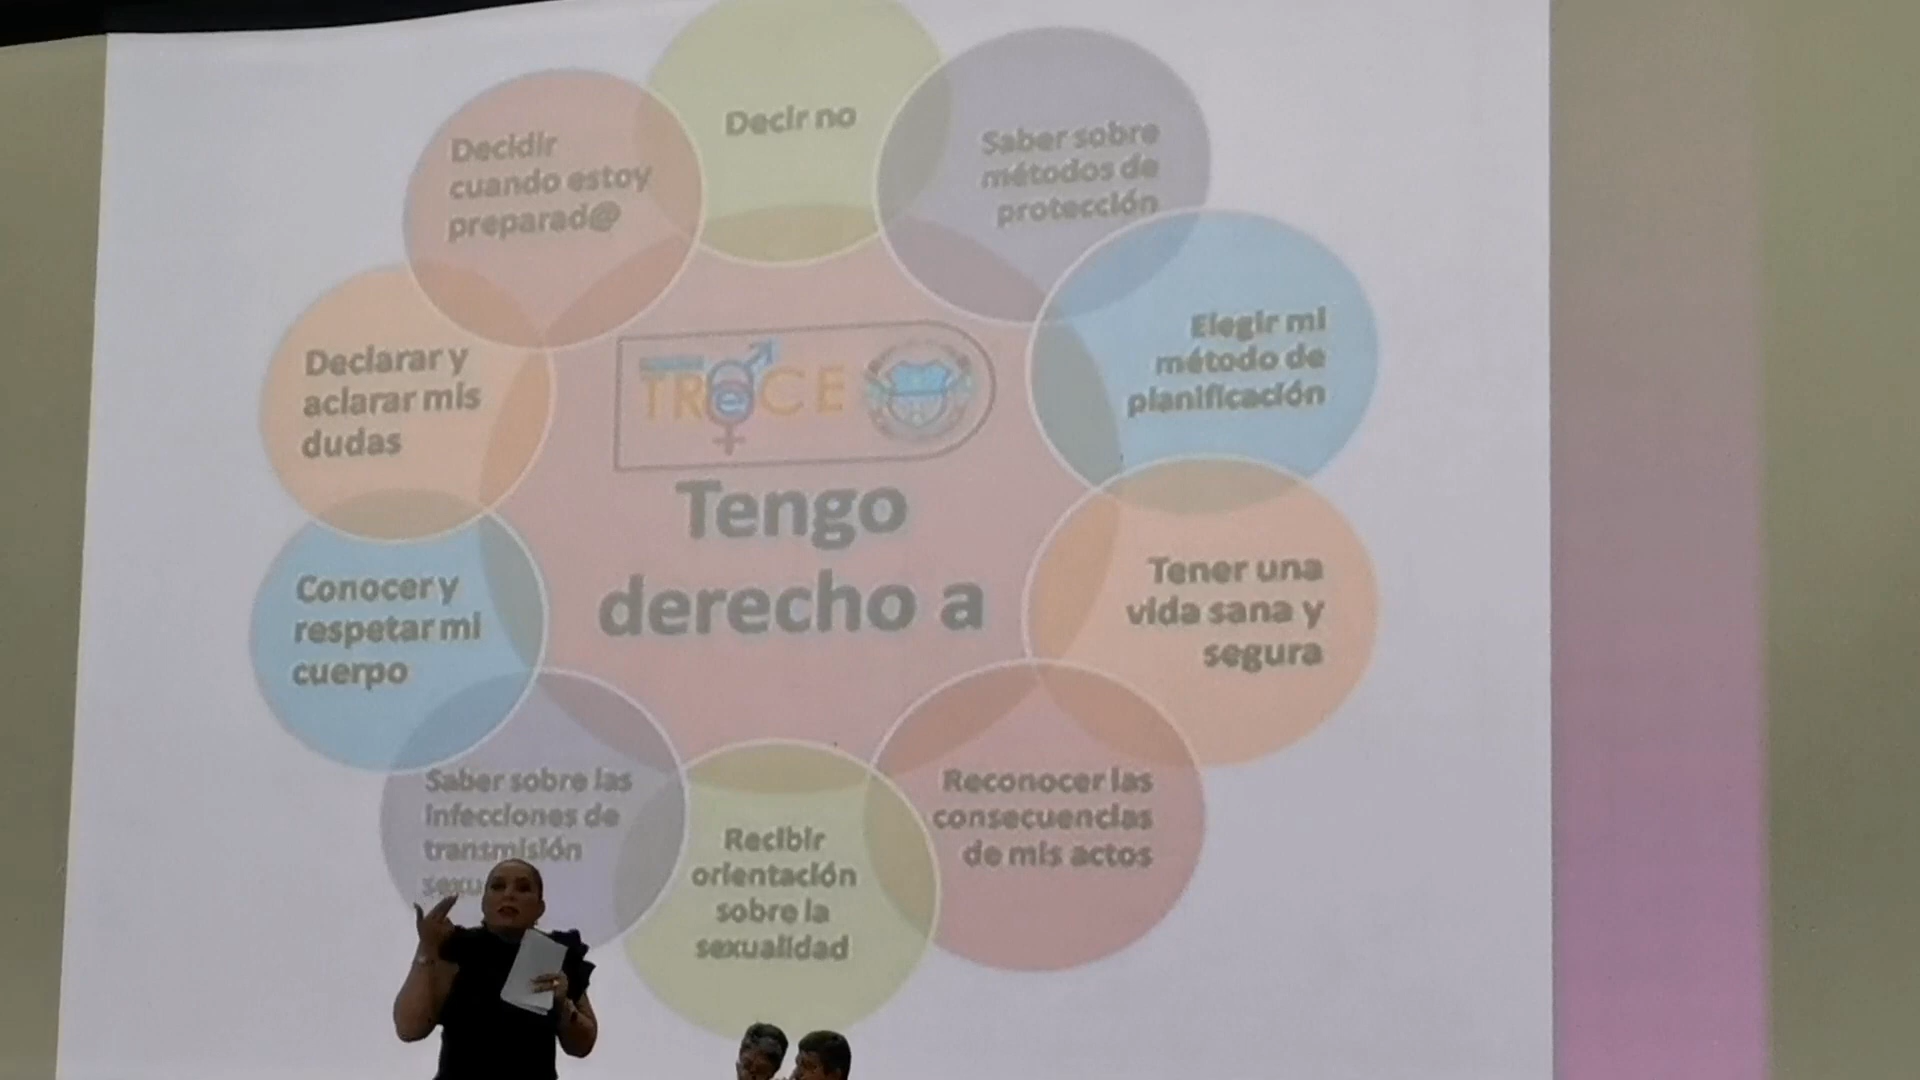 Decir no
Saber sobre
métodos de
protección
Elegir mi
método de
planificación
Tener una
vida sana y
segura
Reconocer las
consecuencias
de mis actos
Recibir
orientación
sobre la
sexualidad
Saber sobre las
infecciones de
transmisión
Conocer y
respetar mi
cuerpo
Declarar y
aclarar mis
dudas
Decidir
cuando estoy
preparad@
TReCE
Tengo
derecho a